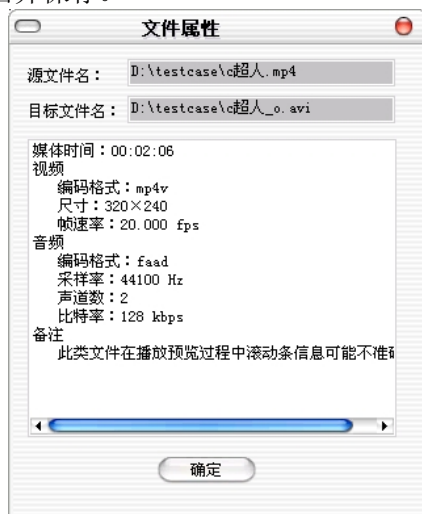 文件属性
源文件名： D:\testcase\c超人.mp4
目标文件名： D:\testcase\c超人_o.avi
媒体时间：00:02:06
视频
编码格式：mp4v
尺寸：320×240
帧速率：20.000 fps
音频
编码格式：faad
采样率：44100 Hz
声道数：2
比特率：128 kbps
备注
此类文件在播放预览过程中滚动条信息可能不准
确定